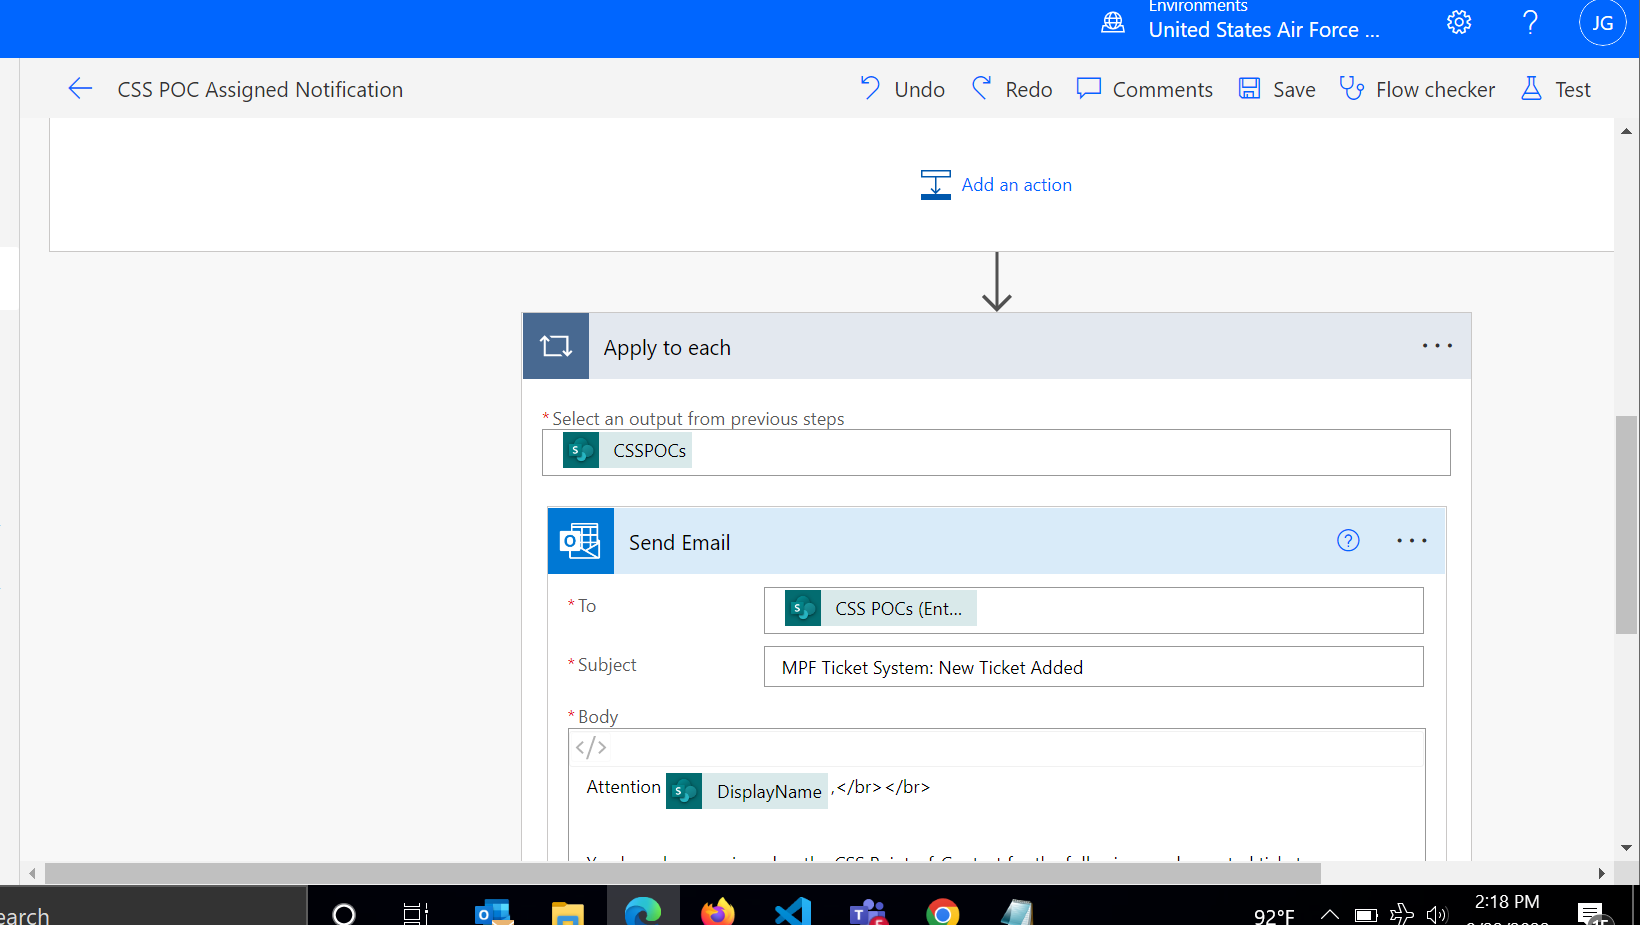 Environments
United States Air Force ...
JG
CSS POC Assigned Notification
Undo
Redo
Comments
Save
Flow checker
Test
Add an action
Apply to each
* Select an output from previous steps
CSSPOCs
Send Email
* To
CSS POCs (Ent...
* Subject
MPF Ticket System: New Ticket Added
* Body
</>
Attention DisplayName ,</br></br>
earch
92°F
2:18 PM